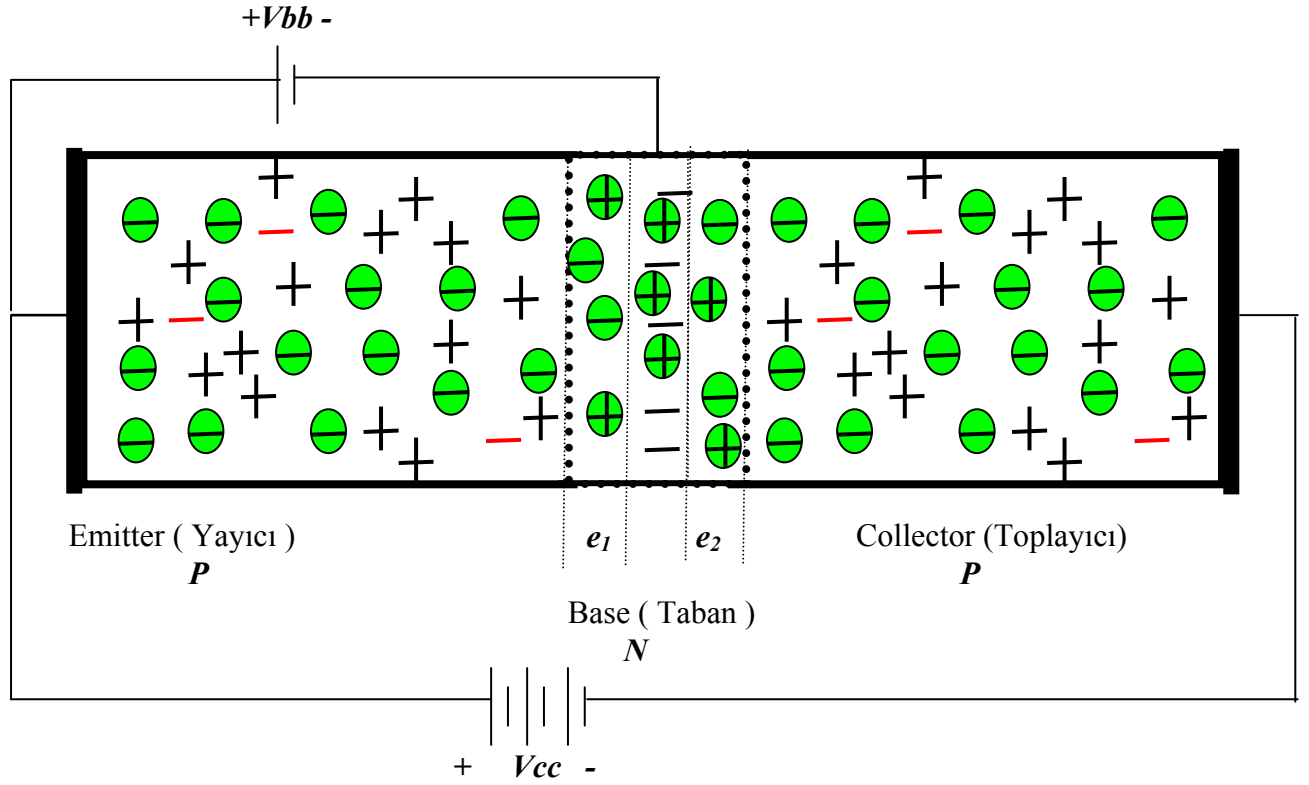 +Vbb -
Emitter ( Yayıcı )
P
e1
e2
Collector (Toplayıcı)
P
Base ( Taban )
N
+ Vcc -